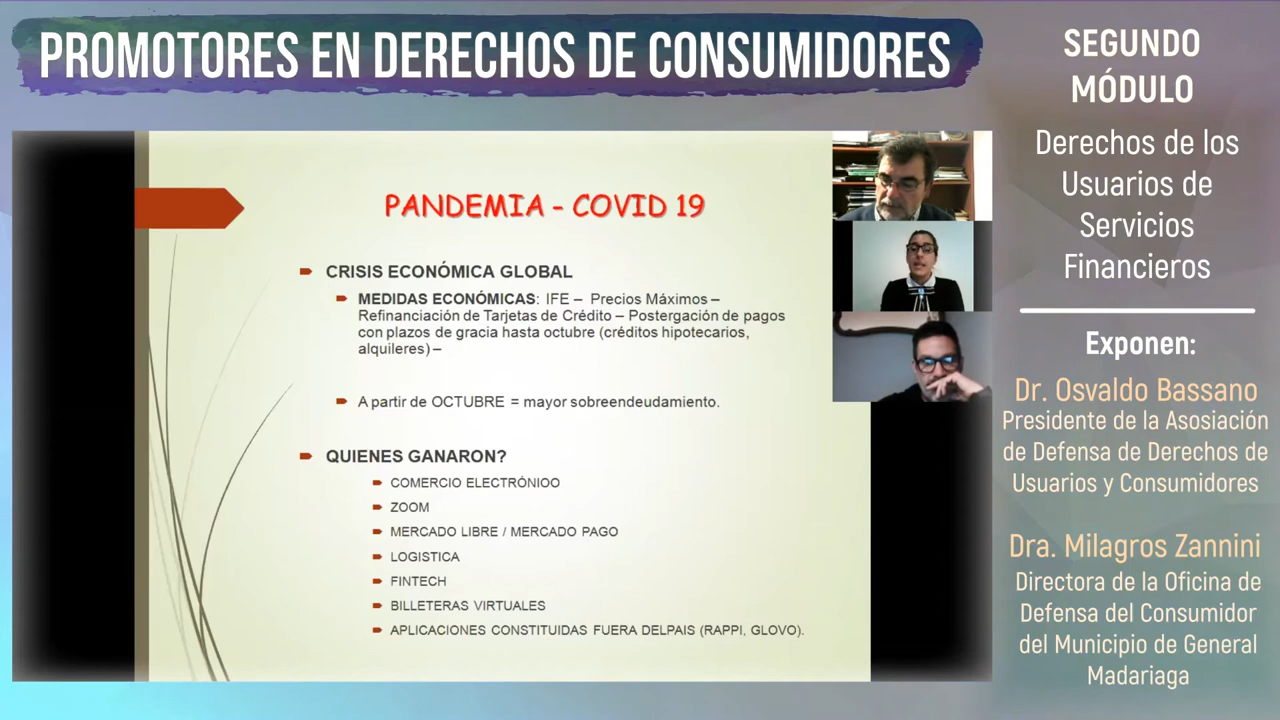 PROMOTORES EN DERECHOS DE CONSUMIDORES
PANDEMIA - COVID 19
CRISIS ECONÓMICA GLOBAL
MEDIDAS ECONÓMICAS: IFE – Precios Máximos –
Refinanciación de Tarjetas de Crédito – Postergación de pagos
con plazos de gracia hasta octubre (créditos hipotecarios,
alquileres) –
A partir de OCTUBRE = mayor sobreendeudamiento.
QUIENES GANARON?
COMERCIO ELECTRÓNIOO
ZOOM
MERCADO LIBRE / MERCADO PAGO
LOGISTICA
FINTECH
BILLETERAS VIRTUALES
APLICACIONES CONSTITUIDAS FUERA DELPAIS (RAPPI, GLOVO).
SEGUNDO
MÓDULO
Derechos de los
Usuarios de
Servicios
Financieros
Exponen:
Dr. Osvaldo Bassano
Presidente de la Asosiación
de Defensa de Derechos de
Usuarios y Consumidores
Dra. Milagros Zannini
Directora de la Oficina de
Defensa del Consumidor
del Municipio de General
Madariaga